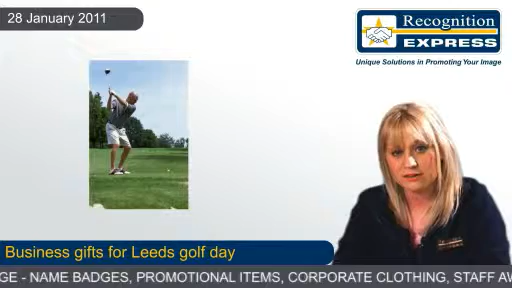 28 January 2011
Recognition
EXPRESS
Unique Solutions in Promoting Your Image
Business gifts for Leeds golf day
GE - NAME BADGES, PROMOTIONAL ITEMS, CORPORATE CLOTHING, STAFF AW